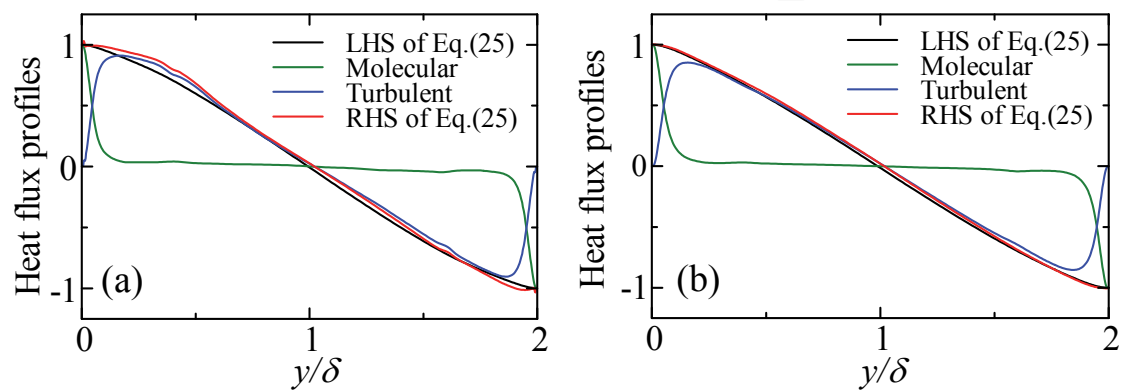 LHS of Eq.(25)
Molecular
Turbulent
RHS of Eq.(25)
Heat flux profiles
1
0
-1
(a)
0
1
2
y/δ
LHS of Eq.(25)
Molecular
Turbulent
RHS of Eq.(25)
Heat flux profiles
1
0
-1
(b)
0
1
2
y/δ